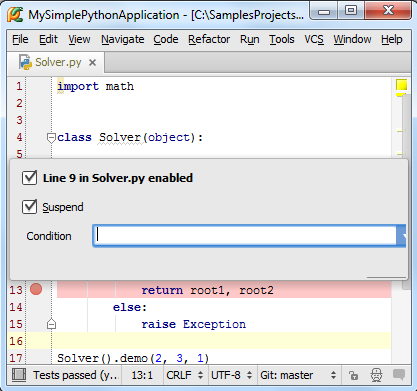 MySimplePythonApplication - [C:\SamplesProjects...
File Edit View Navigate Code Refactor Run Tools VCS Window Help
Solver.py
1 import math
2
3
4 class Solver(object):
5
Line 9 in Solver.py enabled
Suspend
Condition
13 return root1, root2
14 else:
15 raise Exception
16
17 Solver().demo(2, 3, 1)
Tests passed (y... 13:1 CRLF UTF-8 Git: master